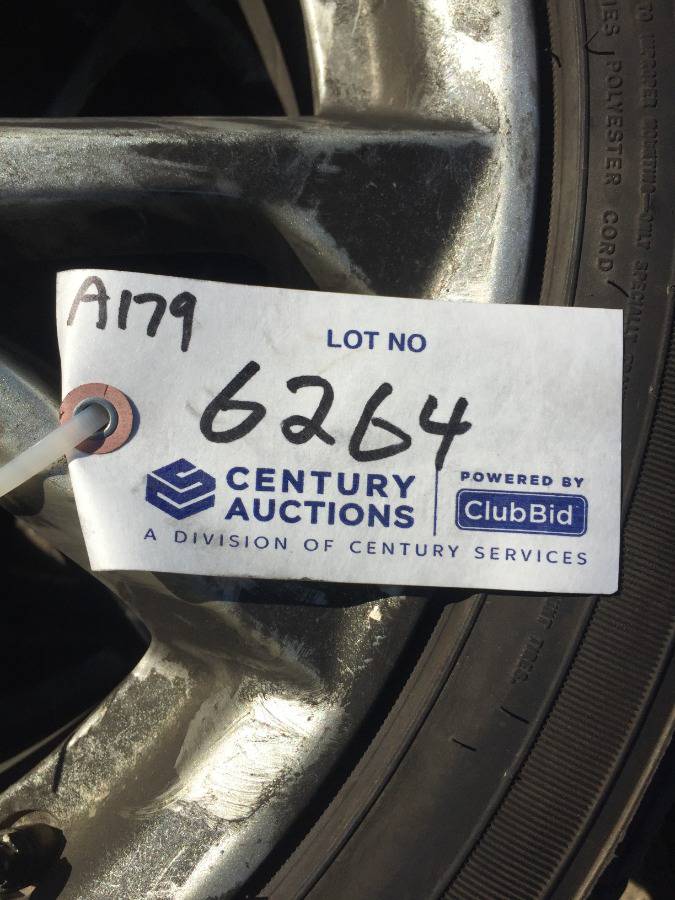 A179
LOT NO
6264
CENTURY AUCTIONS
POWERED BY
ClubBid
A DIVISION OF CENTURY SERVICES
POLYESTER CORD